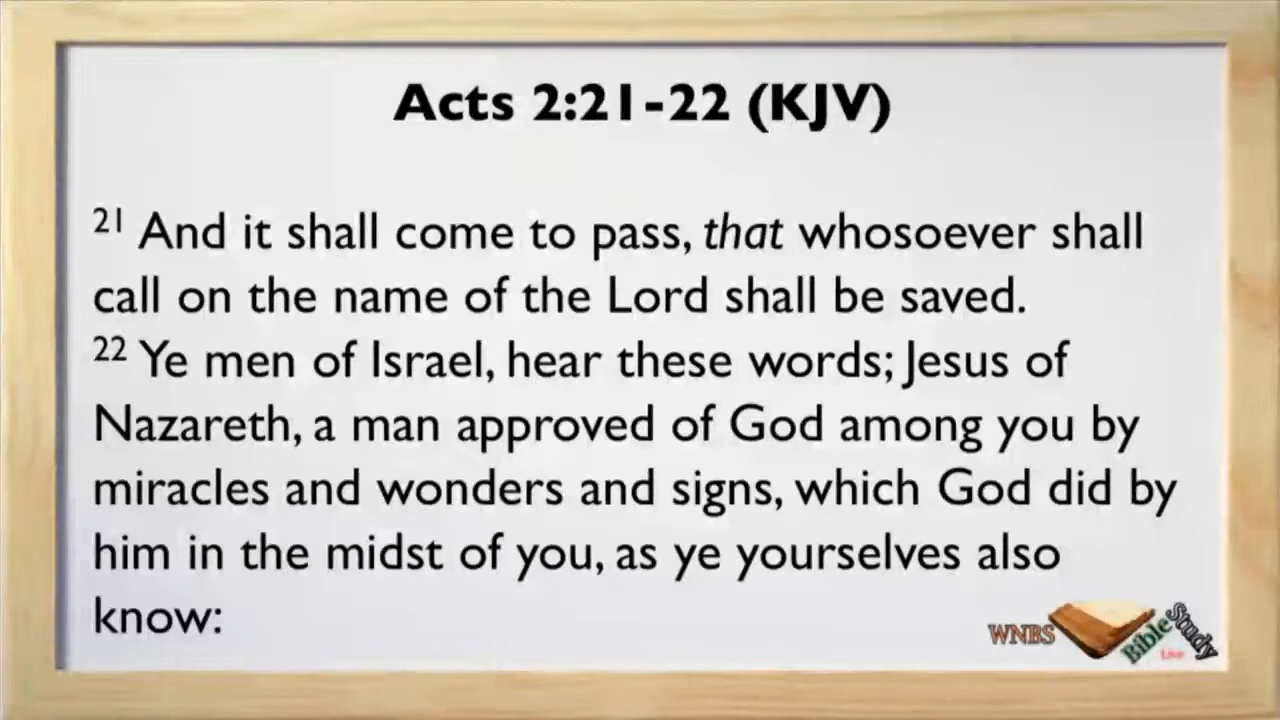 Acts 2:21-22 (KJV)
21 And it shall come to pass, that whosoever shall
call on the name of the Lord shall be saved.
22 Ye men of Israel, hear these words; Jesus of
Nazareth, a man approved of God among you by
miracles and wonders and signs, which God did by
him in the midst of you, as ye yourselves also
know:
WNBS
Bible Study
Live